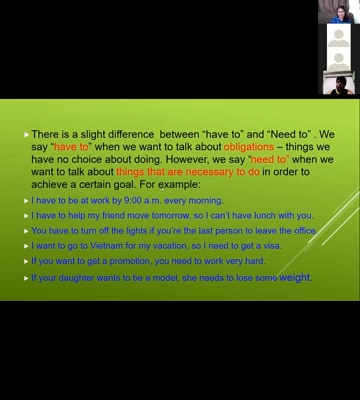 There is a slight difference between "have to" and "Need to" . We
say "have to" when we want to talk about obligations – things we
have no choice about doing. However, we say "need to" when we
want to talk about things that are necessary to do in order to
achieve a certain goal. For example:
I have to be at work by 9:00 a.m. every morning.
I have to help my friend move tomorrow, so I can't have lunch with you.
You have to turn off the lights if you're the last person to leave the office.
I want to go to Vietnam for my vacation, so I need to get a visa.
If you want to get a promotion, you need to work very hard.
If your daughter wants to be a model, she needs to lose some weight.